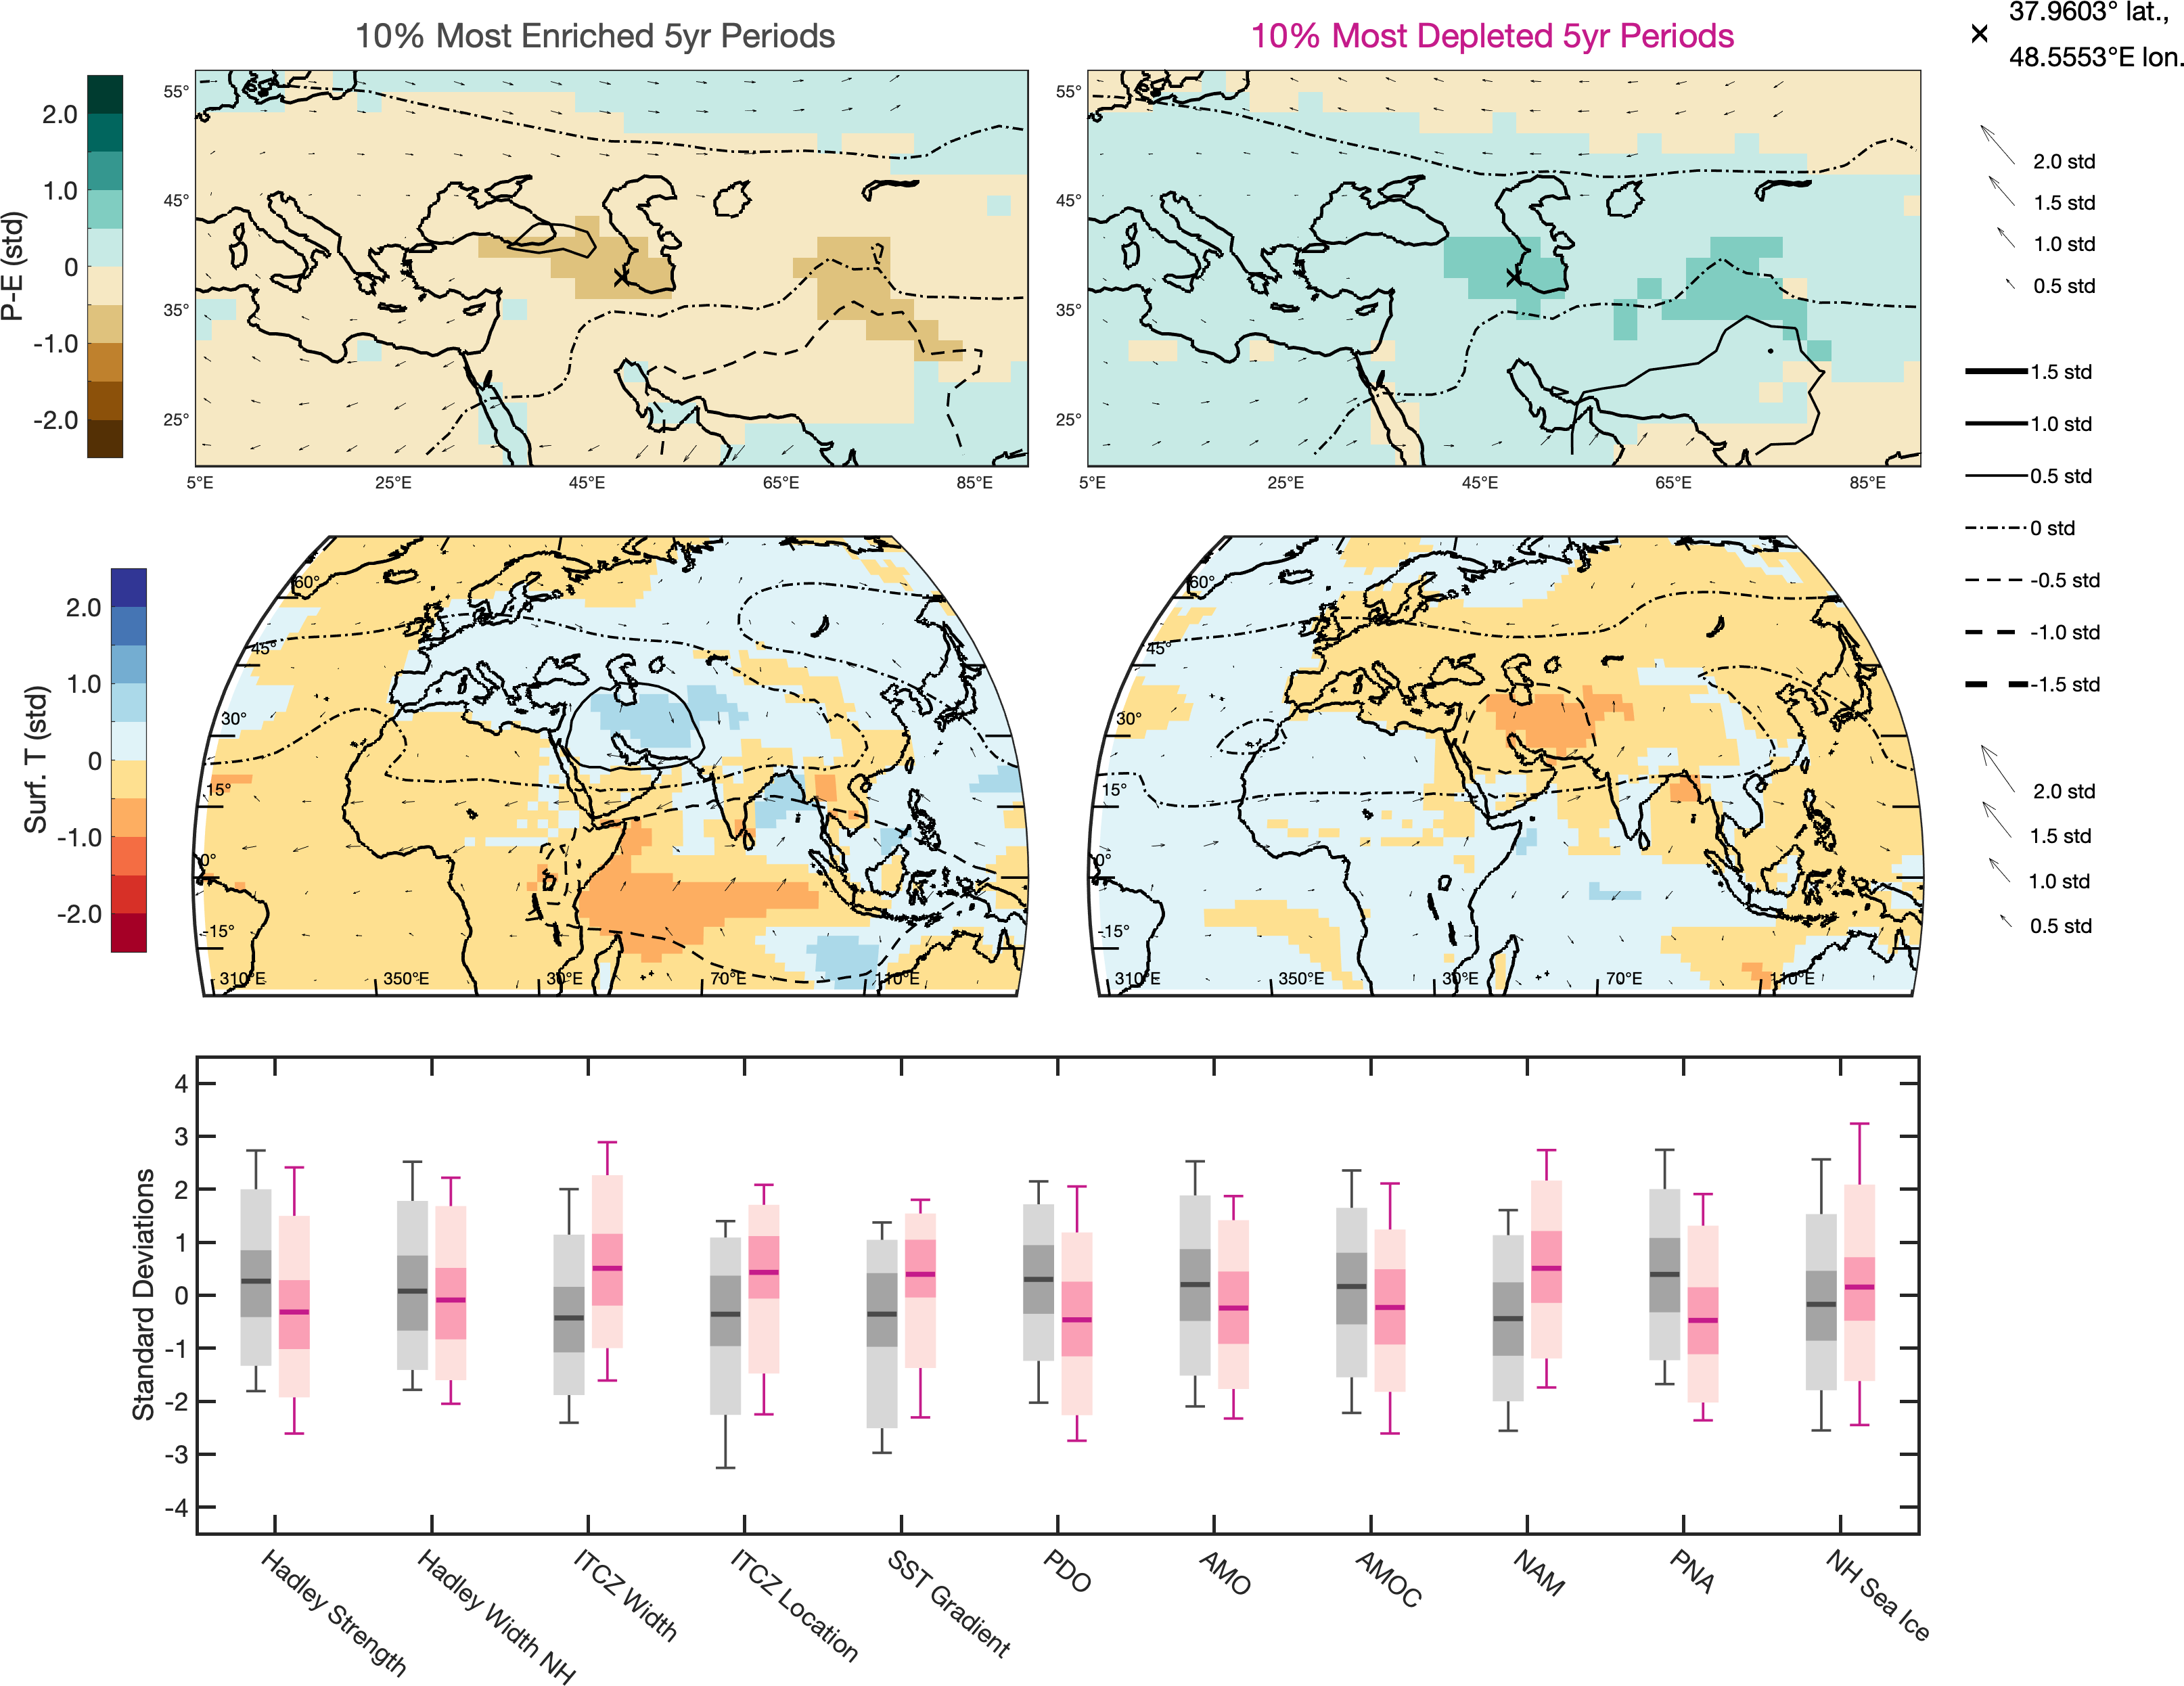 10% Most Enriched 5yr Periods
10% Most Depleted 5yr Periods
37.9603° lat.,
48.5553°E lon.
P-E (std)
2.0
1.0
0
-1.0
-2.0
55°
45°
35°
25°
5°E 25°E 45°E 65°E 85°E
55°
45°
35°
25°
5°E 25°E 45°E 65°E 85°E
2.0 std
1.5 std
1.0 std
0.5 std
1.5 std
1.0 std
0.5 std
0 std
-0.5 std
-1.0 std
-1.5 std
Surf. T (std)
2.0
1.0
0
-1.0
-2.0
60°
45°
30°
15°
0°
-15°
310°E 350°E 30°E 70°E 110°E
60°
45°
30°
15°
0°
-15°
310°E 350°E 30°E 70°E 110°E
2.0 std
1.5 std
1.0 std
0.5 std
Standard Deviations
4
3
2
1
0
-1
-2
-3
-4
Hadley Strength
Hadley Width NH
ITCZ Width
ITCZ Location
SST Gradient
PDO
AMO
AMOC
NAM
PNA
NH Sea Ice